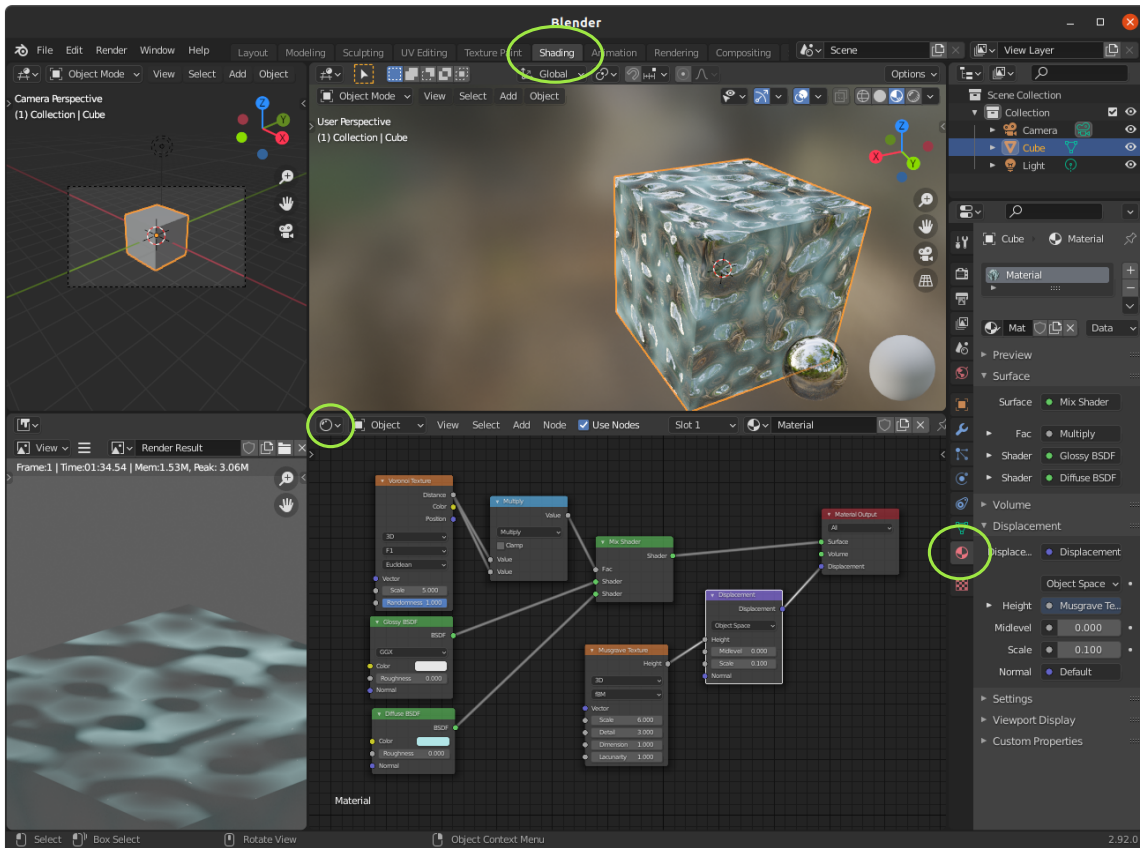 Blender
File Edit Render Window Help Layout Modeling Sculpting UV Editing Texture Paint Shading Animation Rendering Compositing Scene View Layer
Object Mode View Select Add Object
Global Options
Object Mode View Select Add Object
Camera Perspective
(1) Collection | Cube
Z
Y
X
User Perspective
(1) Collection | Cube
Z
X
Y
Scene Collection
Collection
Camera
Cube
Light
Cube Material
Material
Mat Data
Preview
Surface
Surface Mix Shader
Fac Multiply
Shader Glossy BSDF
Shader Diffuse BSDF
Volume
Displacement
Displace... Displacement
Object Space
Height Musgrave Te...
Midlevel 0.000
Scale 0.100
Normal Default
Settings
Viewport Display
Custom Properties
View Render Result
Frame:1 | Time:01:34.54 | Mem:1.53M, Peak: 3.06M
Object View Select Add Node Use Nodes Slot 1 Material
Voronoi Texture
Distance
Color
Position
3D
F1
Euclidean
Vector
Scale 5.000
Randomness 1.000
Multiply
Value
Multiply
Clamp
Value
Value
Mix Shader
Shader
Fac
Shader
Shader
Material Output
All
Surface
Volume
Displacement
Displacement
Displacement
Object Space
Height
Midlevel 0.000
Scale 0.100
Normal
Glossy BSDF
BSDF
GGX
Color
Roughness 0.000
Normal
Musgrave Texture
Height
3D
fBM
Vector
Scale 6.000
Detail 3.000
Dimension 1.000
Lacunarity 1.000
Diffuse BSDF
BSDF
Color
Roughness 0.000
Normal
Material
Select Box Select Rotate View Object Context Menu 2.92.0